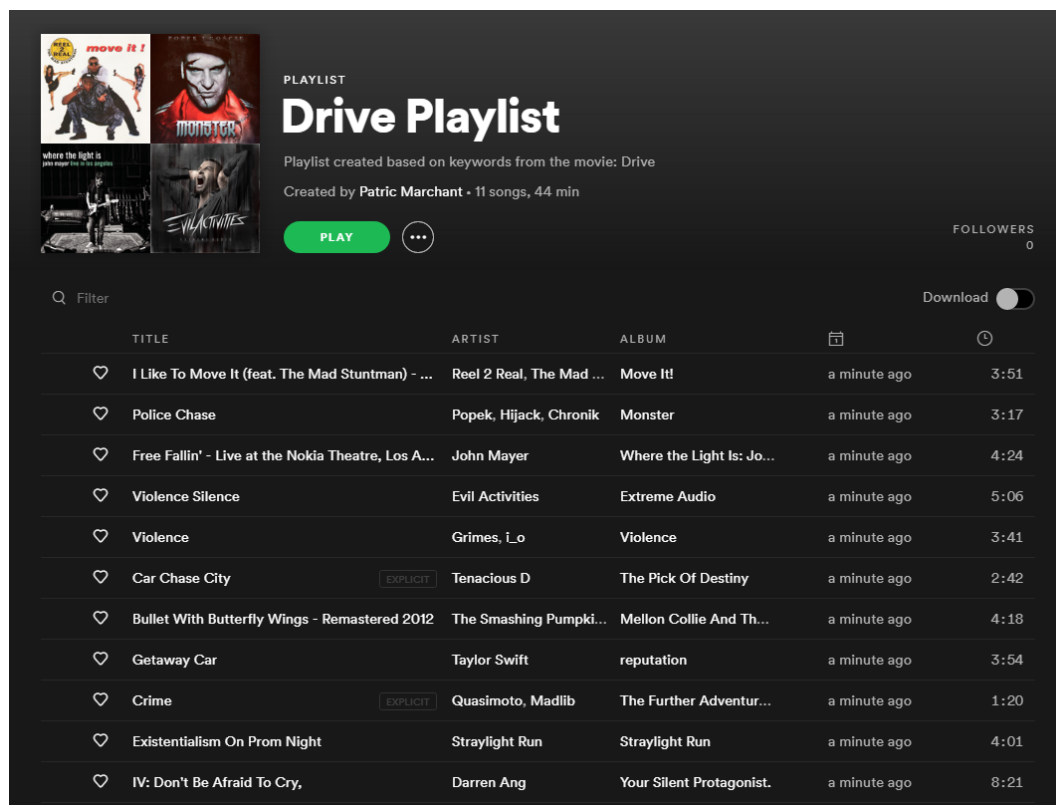 REEL 2 REAL
move it !
POPEK HIJACK
MONSTER
where the light is
john mayer live in los angeles
EVIL ACTIVITIES
PLAYLIST
Drive Playlist
Playlist created based on keywords from the movie: Drive
Created by Patric Marchant • 11 songs, 44 min
PLAY
FOLLOWERS
0
Filter
Download
TITLE ARTIST ALBUM
I Like To Move It (feat. The Mad Stuntman) - ... Reel 2 Real, The Mad ... Move It! a minute ago 3:51
Police Chase Popek, Hijack, Chronik Monster a minute ago 3:17
Free Fallin' - Live at the Nokia Theatre, Los A... John Mayer Where the Light Is: Jo... a minute ago 4:24
Violence Silence Evil Activities Extreme Audio a minute ago 5:06
Violence Grimes, i_o Violence a minute ago 3:41
Car Chase City EXPLICIT Tenacious D The Pick Of Destiny a minute ago 2:42
Bullet With Butterfly Wings - Remastered 2012 The Smashing Pumpki... Mellon Collie And Th... a minute ago 4:18
Getaway Car Taylor Swift reputation a minute ago 3:54
Crime EXPLICIT Quasimoto, Madlib The Further Adventur... a minute ago 1:20
Existentialism On Prom Night Straylight Run Straylight Run a minute ago 4:01
IV: Don't Be Afraid To Cry, Darren Ang Your Silent Protagonist. a minute ago 8:21